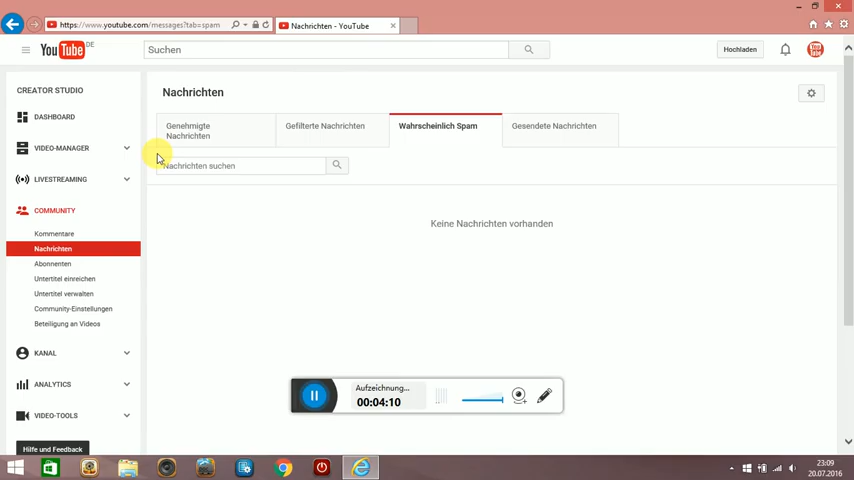 https://www.youtube.com/messages?tab=spam
Nachrichten - YouTube
YouTube DE
Suchen
Hochladen
CREATOR STUDIO
DASHBOARD
VIDEO-MANAGER
LIVESTREAMING
COMMUNITY
Kommentare
Nachrichten
Abonnenten
Untertitel einreichen
Untertitel verwalten
Community-Einstellungen
Beteiligung an Videos
KANAL
ANALYTICS
VIDEO-TOOLS
Hilfe und Feedback
Nachrichten
Genehmigte
Nachrichten
Gefilterte Nachrichten
Wahrscheinlich Spam
Gesendete Nachrichten
Nachrichten suchen
Keine Nachrichten vorhanden
Aufzeichnung...
00:04:10
23:09
20.07.2016